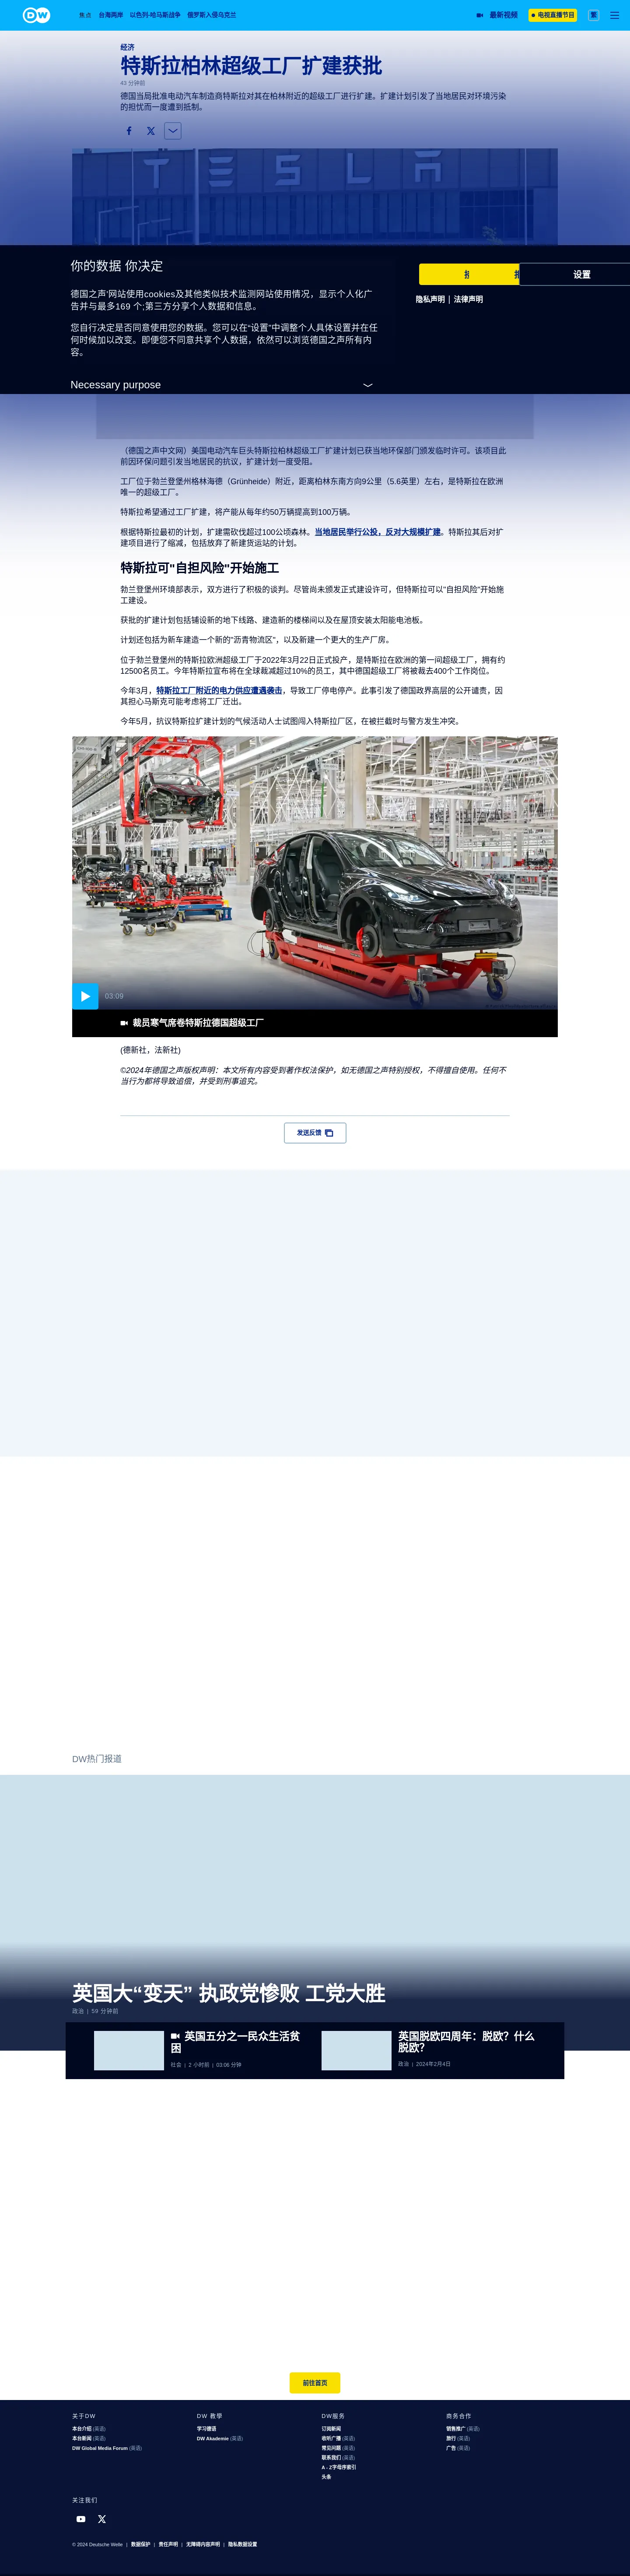 DW
焦点 台海两岸 以色列-哈马斯战争 俄罗斯入侵乌克兰
最新视频 电视直播节目 繁
经济
特斯拉柏林超级工厂扩建获批
43 分钟前
德国当局批准电动汽车制造商特斯拉对其在柏林附近的超级工厂进行扩建。扩建计划引发了当地居民对环境污染
的担忧而一度遭到抵制。
TESLA
你的数据 你决定
设置
隐私声明 | 法律声明
德国之声'网站使用cookies及其他类似技术监测网站使用情况，显示个人化广
告并与最多169 个;第三方分享个人数据和信息。
您自行决定是否同意使用您的数据。您可以在“设置”中调整个人具体设置并在任
何时候加以改变。即便您不同意共享个人数据，依然可以浏览德国之声所有内
容。
Necessary purpose
（德国之声中文网）美国电动汽车巨头特斯拉柏林超级工厂扩建计划已获当地环保部门颁发临时许可。该项目此
前因环保问题引发当地居民的抗议，扩建计划一度受阻。
工厂位于勃兰登堡州格林海德（Grünheide）附近，距离柏林东南方向9公里（5.6英里）左右，是特斯拉在欧洲
唯一的超级工厂。
特斯拉希望通过工厂扩建，将产能从每年约50万辆提高到100万辆。
根据特斯拉最初的计划，扩建需砍伐超过100公顷森林。当地居民举行公投，反对大规模扩建。特斯拉其后对扩
建项目进行了缩减，包括放弃了新建货运站的计划。
特斯拉可"自担风险"开始施工
勃兰登堡州环境部表示，双方进行了积极的谈判。尽管尚未颁发正式建设许可，但特斯拉可以"自担风险"开始施
工建设。
获批的扩建计划包括铺设新的地下线路、建造新的楼梯间以及在屋顶安装太阳能电池板。
计划还包括为新车建造一个新的"沥青物流区"，以及新建一个更大的生产厂房。
位于勃兰登堡州的特斯拉欧洲超级工厂于2022年3月22日正式投产，是特斯拉在欧洲的第一间超级工厂，拥有约
12500名员工。今年特斯拉宣布将在全球裁减超过10%的员工，其中德国超级工厂将被裁去400个工作岗位。
今年3月，特斯拉工厂附近的电力供应遭遇袭击，导致工厂停电停产。此事引发了德国政界高层的公开谴责，因
其担心马斯克可能考虑将工厂迁出。
今年5月，抗议特斯拉扩建计划的气候活动人士试图闯入特斯拉厂区，在被拦截时与警方发生冲突。
03:09
裁员寒气席卷特斯拉德国超级工厂
(德新社，法新社)
©2024年德国之声版权声明：本文所有内容受到著作权法保护，如无德国之声特别授权，不得擅自使用。任何不
当行为都将导致追偿，并受到刑事追究。
发送反馈
DW热门报道
英国大“变天” 执政党惨败 工党大胜
政治 | 59 分钟前
英国五分之一民众生活贫
困
社会 | 2 小时前 | 03:06 分钟
英国脱欧四周年：脱欧？什么
脱欧？
政治 | 2024年2月4日
前往首页
关于DW
本台介绍 (英语)
本台新闻 (英语)
DW Global Media Forum (英语)
DW 教学
学习德语
DW Akademie (英语)
DW服务
订阅新闻
收听广播 (英语)
常见问题 (英语)
联系我们 (英语)
A - Z字母序索引
头条
商务合作
销售推广 (英语)
旅行 (英语)
广告 (英语)
关注我们
© 2024 Deutsche Welle | 数据保护 | 责任声明 | 无障碍内容声明 | 隐私数据设置